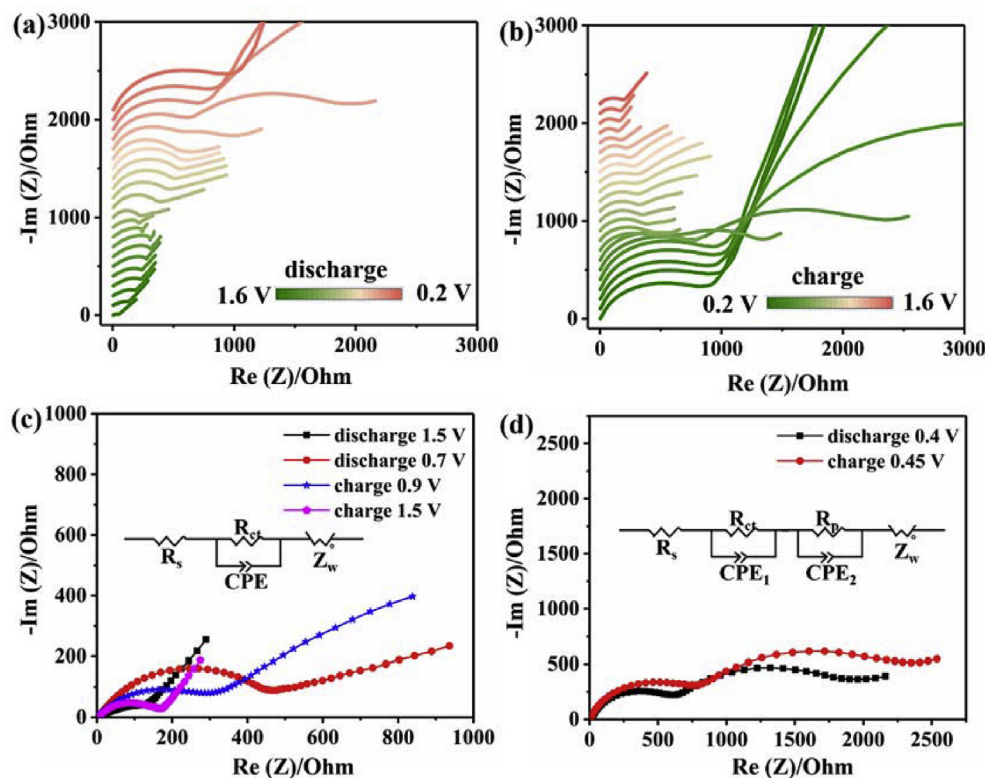 (a)
-Im (Z)/Ohm
3000
2000
1000
0
discharge
1.6 V
0.2 V
0
1000
2000
3000
Re (Z)/Ohm
(b)
-Im (Z)/Ohm
3000
2000
1000
0
charge
0.2 V
1.6 V
0
1000
2000
3000
Re (Z)/Ohm
(c)
-Im (Z)/Ohm
1000
800
600
400
200
0
discharge 1.5 V
discharge 0.7 V
charge 0.9 V
charge 1.5 V
Rct
Rs
CPE
Zw
0
200
400
600
800
1000
Re (Z)/Ohm
(d)
-Im (Z)/Ohm
2500
2000
1500
1000
500
0
discharge 0.4 V
charge 0.45 V
Rct
Rp
Rs
CPE1
CPE2
Zw
0
500
1000
1500
2000
2500
Re (Z)/Ohm